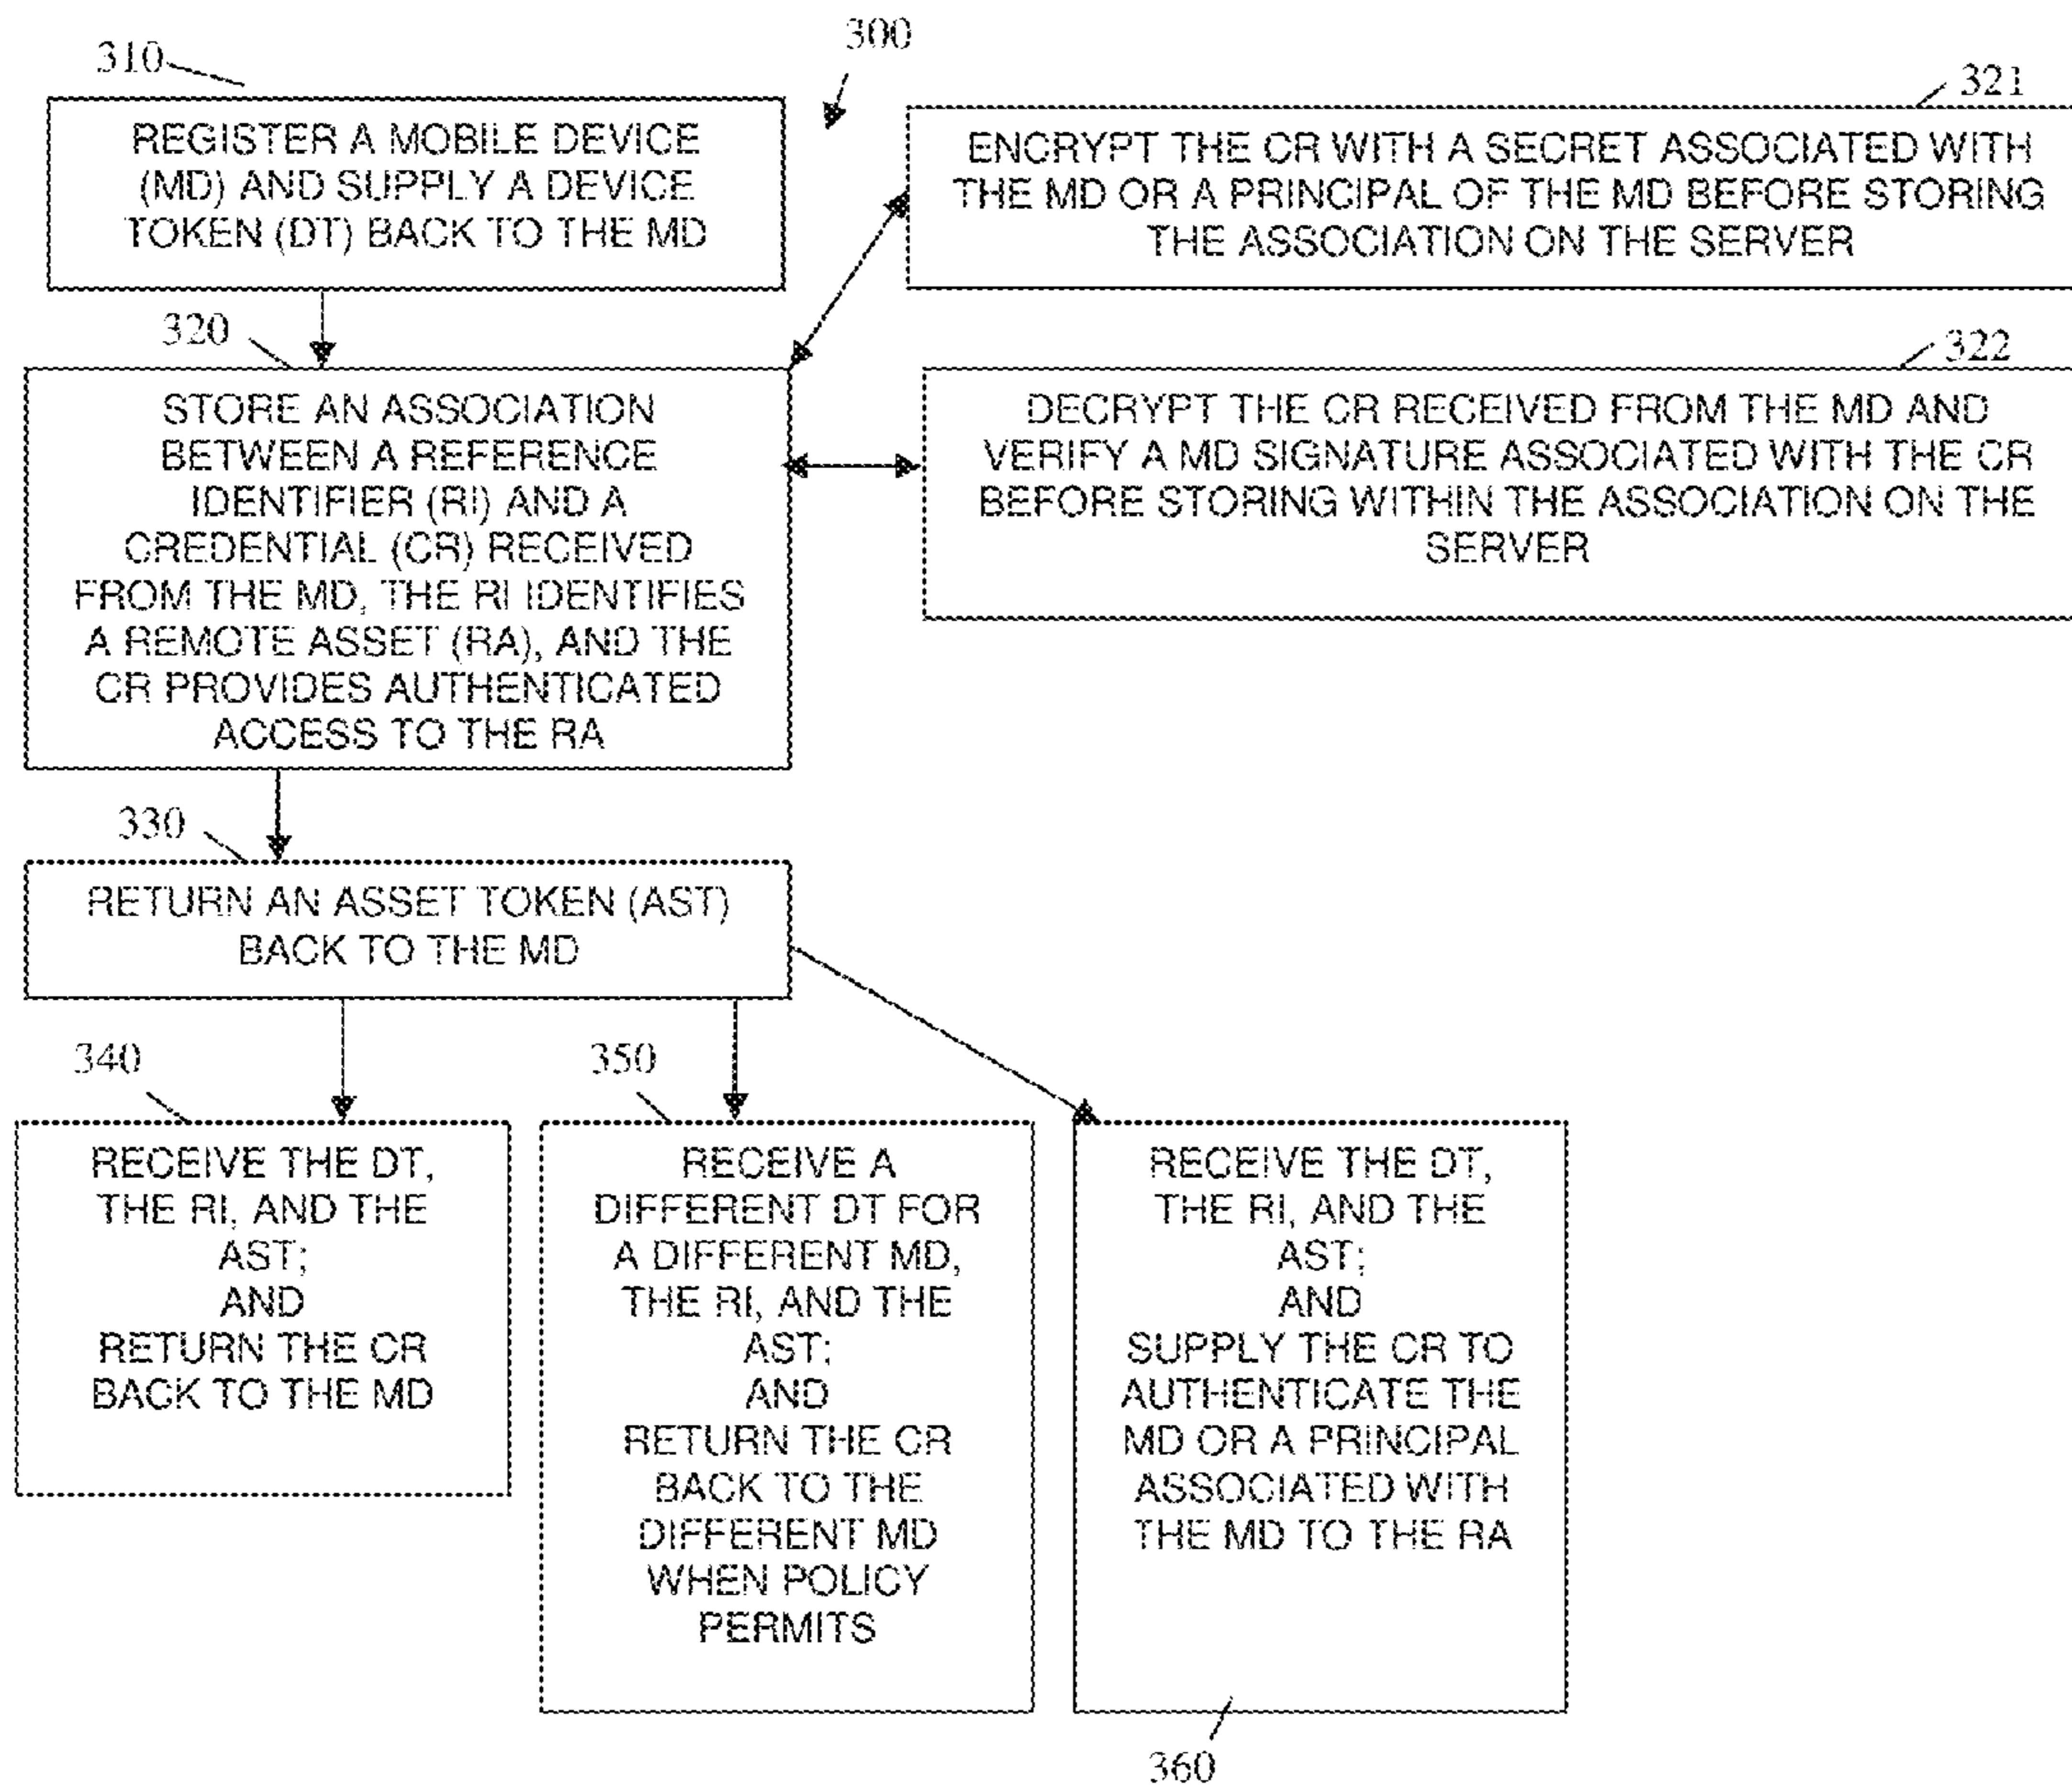 300
310
REGISTER A MOBILE DEVICE
(MD) AND SUPPLY A DEVICE
TOKEN (DT) BACK TO THE MD
321
ENCRYPT THE CR WITH A SECRET ASSOCIATED WITH
THE MD OR A PRINCIPAL OF THE MD BEFORE STORING
THE ASSOCIATION ON THE SERVER
320
STORE AN ASSOCIATION
BETWEEN A REFERENCE
IDENTIFIER (RI) AND A
CREDENTIAL (CR) RECEIVED
FROM THE MD, THE RI IDENTIFIES
A REMOTE ASSET (RA), AND THE
CR PROVIDES AUTHENTICATED
ACCESS TO THE RA
322
DECRYPT THE CR RECEIVED FROM THE MD AND
VERIFY A MD SIGNATURE ASSOCIATED WITH THE CR
BEFORE STORING WITHIN THE ASSOCIATION ON THE
SERVER
330
RETURN AN ASSET TOKEN (AST)
BACK TO THE MD
340
RECEIVE THE DT,
THE RI, AND THE
AST;
AND
RETURN THE CR
BACK TO THE MD
350
RECEIVE A
DIFFERENT DT FOR
A DIFFERENT MD,
THE RI, AND THE
AST;
AND
RETURN THE CR
BACK TO THE
DIFFERENT MD
WHEN POLICY
PERMITS
RECEIVE THE DT,
THE RI, AND THE
AST;
AND
SUPPLY THE CR TO
AUTHENTICATE THE
MD OR A PRINCIPAL
ASSOCIATED WITH
THE MD TO THE RA
360